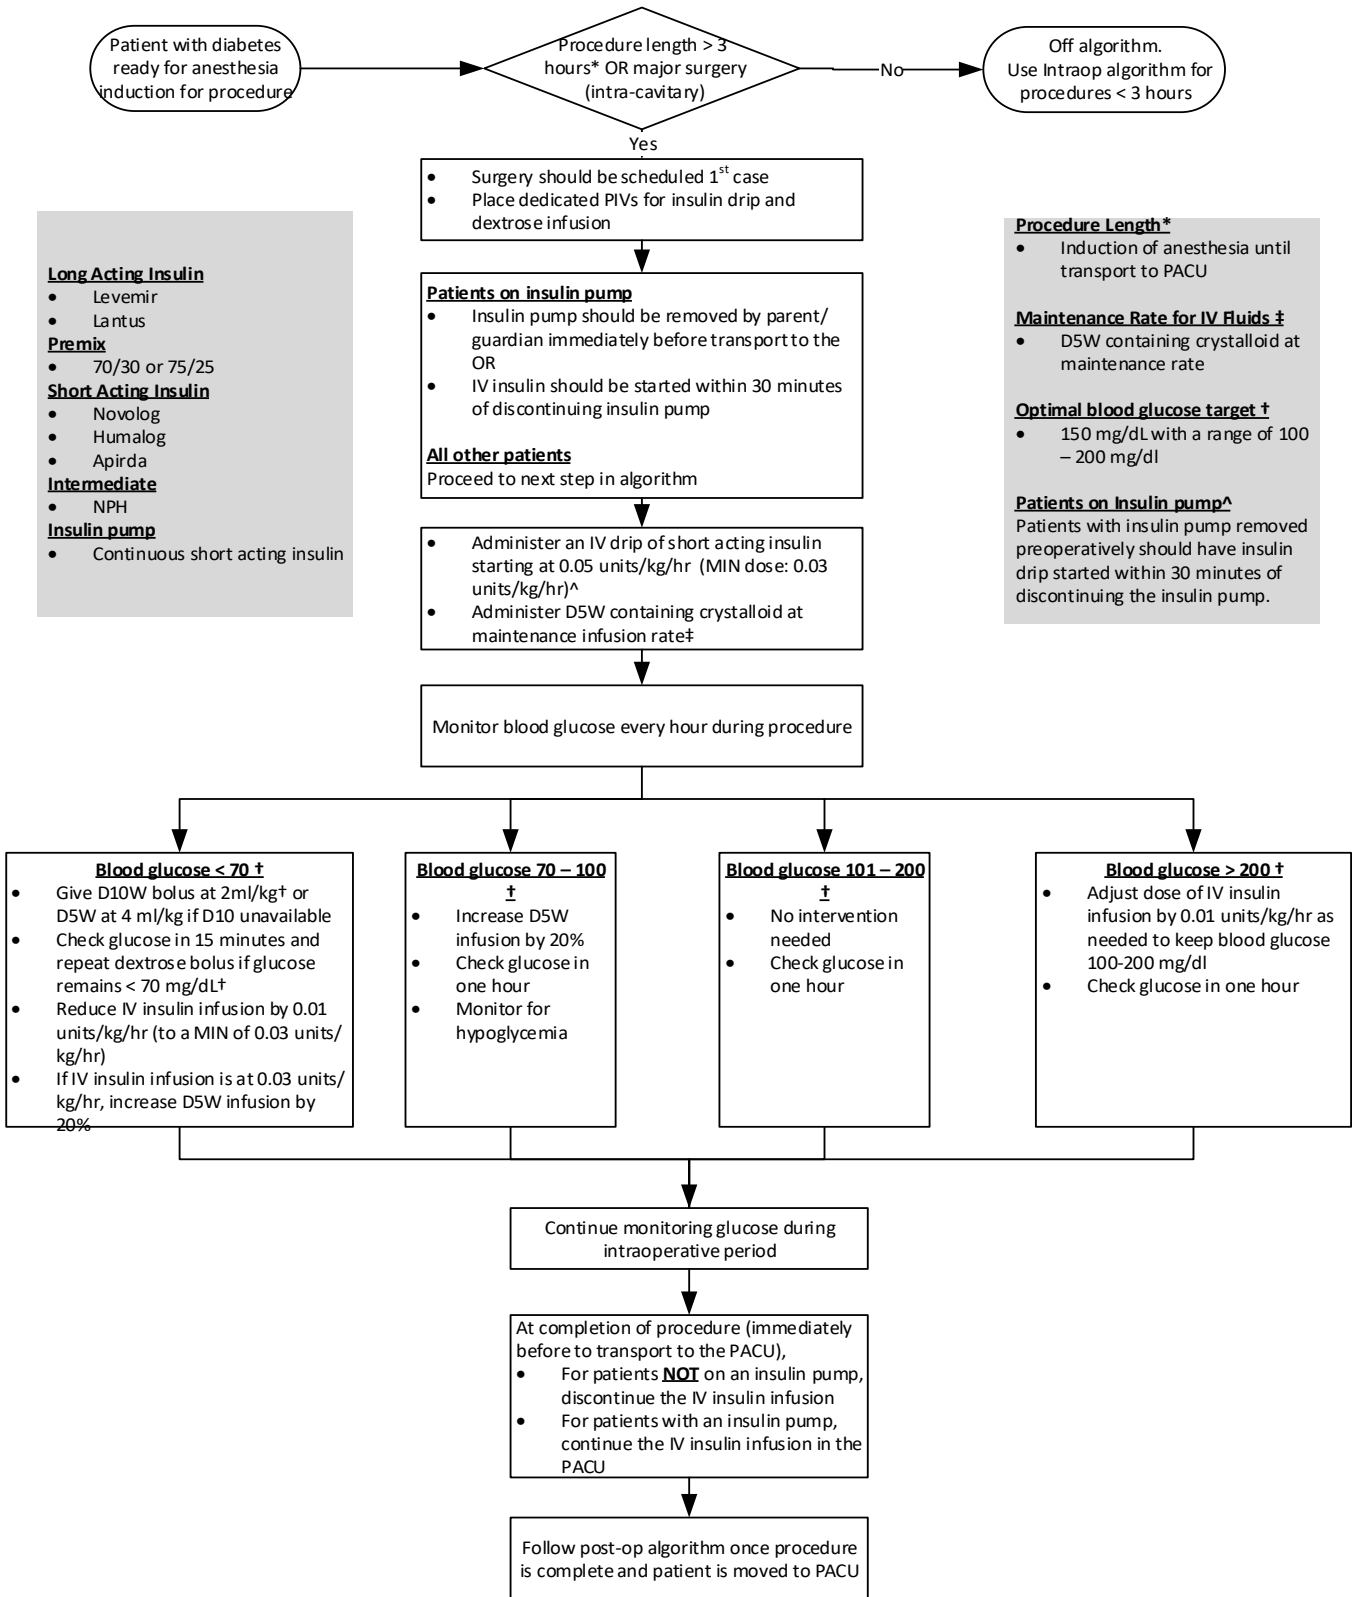 Patient with diabetes
ready for anesthesia
induction for procedure
Procedure length > 3
hours* OR major surgery
(intra-cavitary)
No
Off algorithm.
Use Intraop algorithm for
procedures < 3 hours
Yes
• Surgery should be scheduled 1st case
• Place dedicated PIVs for insulin drip and
dextrose infusion
Long Acting Insulin
• Levemir
• Lantus
Premix
• 70/30 or 75/25
Short Acting Insulin
• Novolog
• Humalog
• Apirda
Intermediate
• NPH
Insulin pump
• Continuous short acting insulin
Patients on insulin pump
• Insulin pump should be removed by parent/
guardian immediately before transport to the
OR
• IV insulin should be started within 30 minutes
of discontinuing insulin pump
All other patients
Proceed to next step in algorithm
Procedure Length*
• Induction of anesthesia until
transport to PACU
Maintenance Rate for IV Fluids ‡
• D5W containing crystalloid at
maintenance rate
Optimal blood glucose target †
• 150 mg/dL with a range of 100
– 200 mg/dl
Patients on Insulin pump^
Patients with insulin pump removed
preoperatively should have insulin
drip started within 30 minutes of
discontinuing the insulin pump.
• Administer an IV drip of short acting insulin
starting at 0.05 units/kg/hr (MIN dose: 0.03
units/kg/hr)^
• Administer D5W containing crystalloid at
maintenance infusion rate‡
Monitor blood glucose every hour during procedure
Blood glucose < 70 †
• Give D10W bolus at 2ml/kg† or
D5W at 4 ml/kg if D10 unavailable
• Check glucose in 15 minutes and
repeat dextrose bolus if glucose
remains < 70 mg/dL†
• Reduce IV insulin infusion by 0.01
units/kg/hr (to a MIN of 0.03 units/
kg/hr)
• If IV insulin infusion is at 0.03 units/
kg/hr, increase D5W infusion by
20%
Blood glucose 70 – 100
†
• Increase D5W
infusion by 20%
• Check glucose in
one hour
• Monitor for
hypoglycemia
Blood glucose 101 – 200
†
• No intervention
needed
• Check glucose in
one hour
Blood glucose > 200 †
• Adjust dose of IV insulin
infusion by 0.01 units/kg/hr as
needed to keep blood glucose
100-200 mg/dl
• Check glucose in one hour
Continue monitoring glucose during
intraoperative period
At completion of procedure (immediately
before to transport to the PACU),
• For patients NOT on an insulin pump,
discontinue the IV insulin infusion
• For patients with an insulin pump,
continue the IV insulin infusion in the
PACU
Follow post-op algorithm once procedure
is complete and patient is moved to PACU